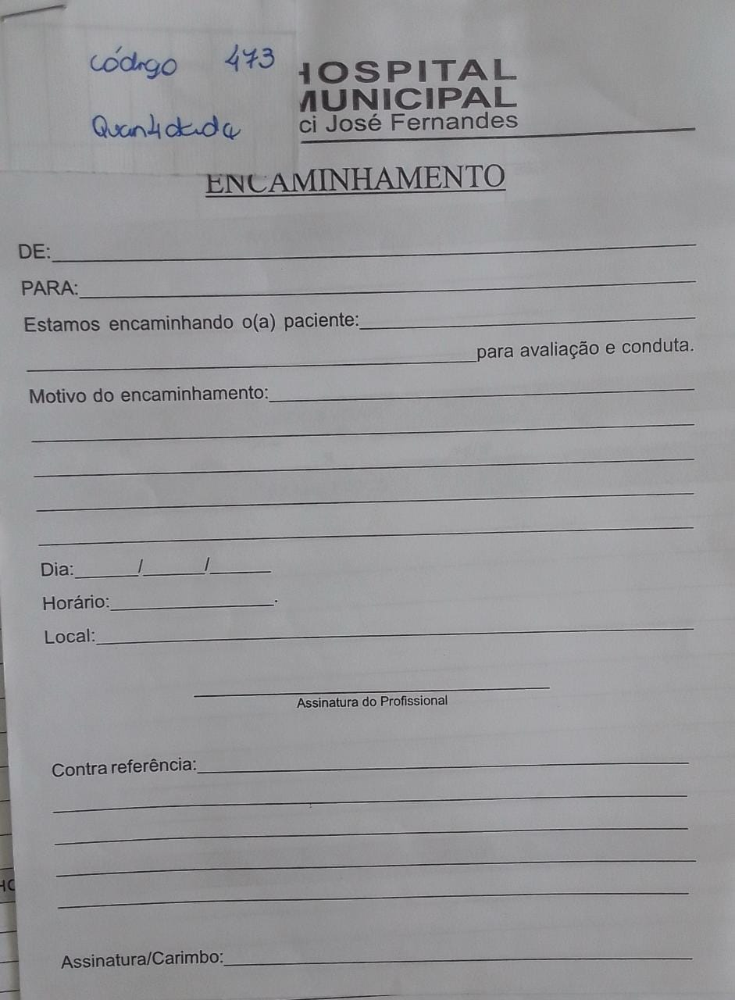 código 473
Quantidade
HOSPITAL
MUNICIPAL
ci José Fernandes
ENCAMINHAMENTO
DE:
PARA:
Estamos encaminhando o(a) paciente:
para avaliação e conduta.
Motivo do encaminhamento:
Dia: / /
Horário: .
Local:
Assinatura do Profissional
Contra referência:
Assinatura/Carimbo: